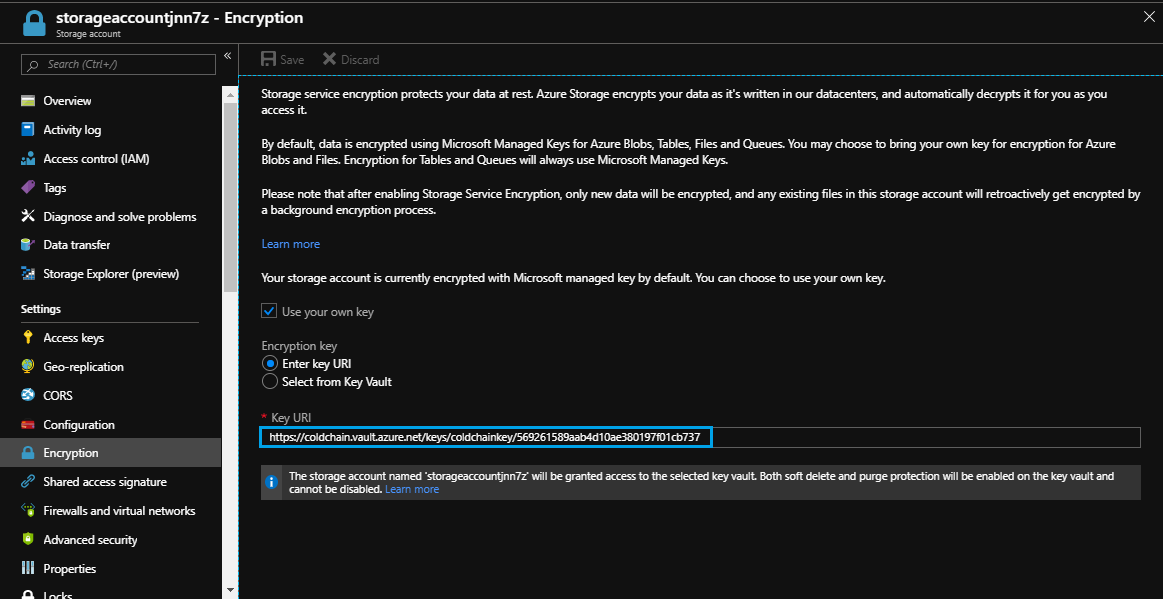 storageaccountjnn7z - Encryption
Storage account
Search (Ctrl+/)
«
Overview
Activity log
Access control (IAM)
Tags
Diagnose and solve problems
Data transfer
Storage Explorer (preview)
Settings
Access keys
Geo-replication
CORS
Configuration
Encryption
Shared access signature
Firewalls and virtual networks
Advanced security
Properties
Locks
Save Discard
Storage service encryption protects your data at rest. Azure Storage encrypts your data as it's written in our datacenters, and automatically decrypts it for you as you
access it.
By default, data is encrypted using Microsoft Managed Keys for Azure Blobs, Tables, Files and Queues. You may choose to bring your own key for encryption for Azure
Blobs and Files. Encryption for Tables and Queues will always use Microsoft Managed Keys.
Please note that after enabling Storage Service Encryption, only new data will be encrypted, and any existing files in this storage account will retroactively get encrypted by
a background encryption process.
Learn more
Your storage account is currently encrypted with Microsoft managed key by default. You can choose to use your own key.
Use your own key
Encryption key
Enter key URI
Select from Key Vault
* Key URI
https://coldchain.vault.azure.net/keys/coldchainkey/569261589aab4d10ae380197f01cb737
The storage account named 'storageaccountjnn7z' will be granted access to the selected key vault. Both soft delete and purge protection will be enabled on the key vault and
cannot be disabled. Learn more